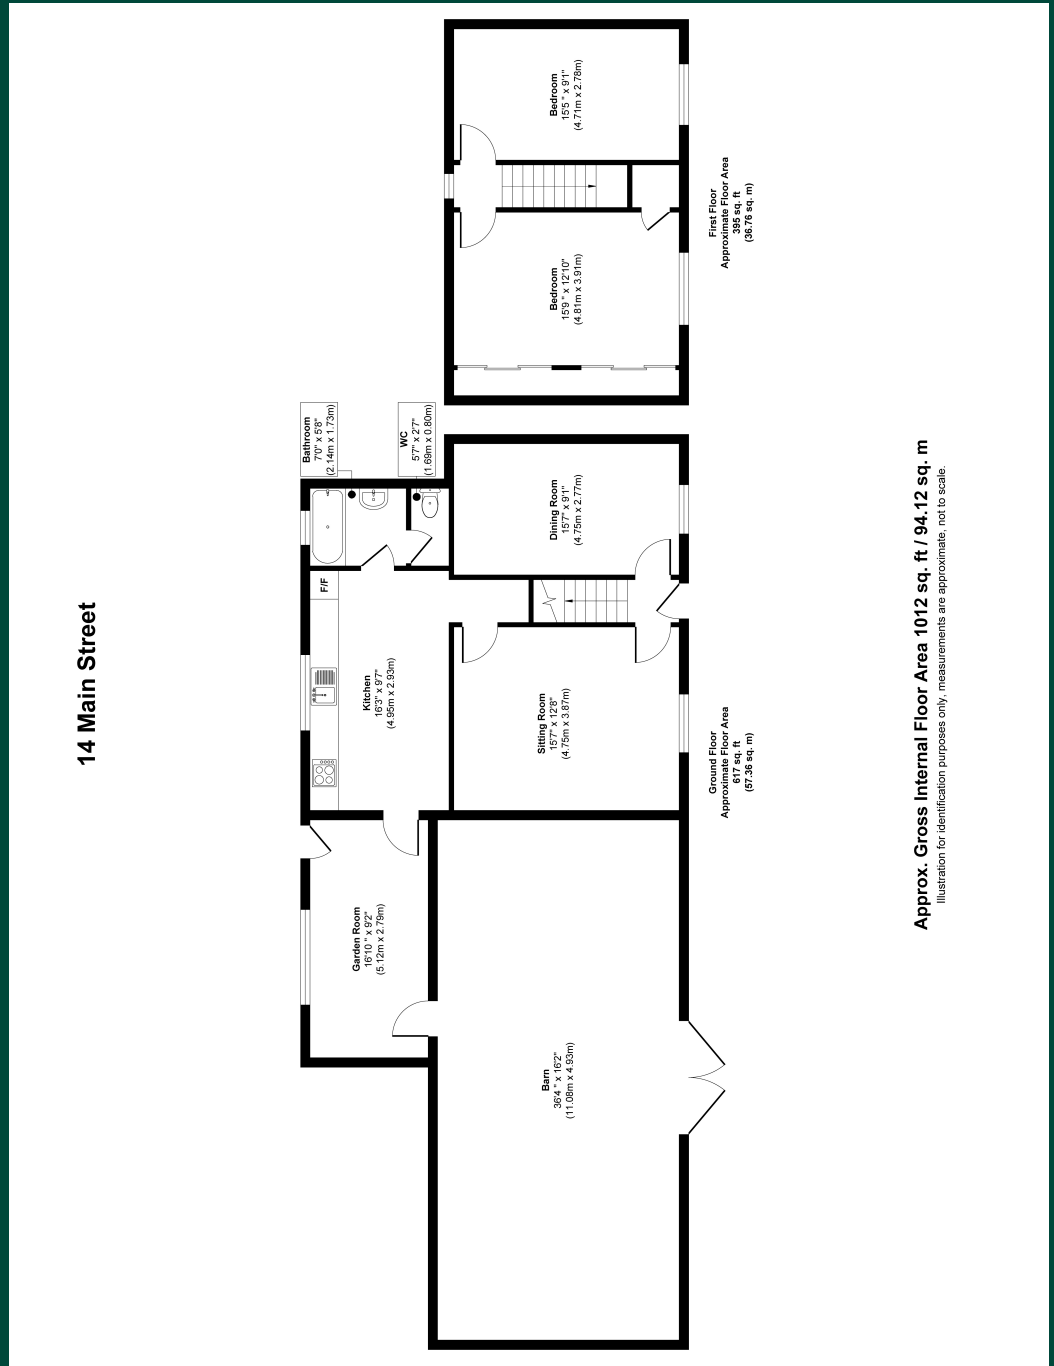 14 Main Street
Garden Room
16'10 " x 9'2"
(5.12m x 2.79m)
Kitchen
16'3" x 9'7"
(4.95m x 2.93m)
F/F
Bathroom
7'0" x 5'8"
(2.14m x 1.73m)
WC
5'7" x 2'7"
(1.69m x 0.80m)
Barn
36'4 " x 16'2"
(11.08m x 4.93m)
Sitting Room
15'7" x 12'8"
(4.75m x 3.87m)
Dining Room
15'7" x 9'1"
(4.75m x 2.77m)
Bedroom
15'9 " x 12'10"
(4.81m x 3.91m)
Bedroom
15'5 " x 9'1"
(4.71m x 2.78m)
Ground Floor
Approximate Floor Area
617 sq. ft
(57.36 sq. m)
First Floor
Approximate Floor Area
395 sq. ft
(36.76 sq. m)
Approx. Gross Internal Floor Area 1012 sq. ft / 94.12 sq. m
Illustration for identification purposes only, measurements are approximate, not to scale.